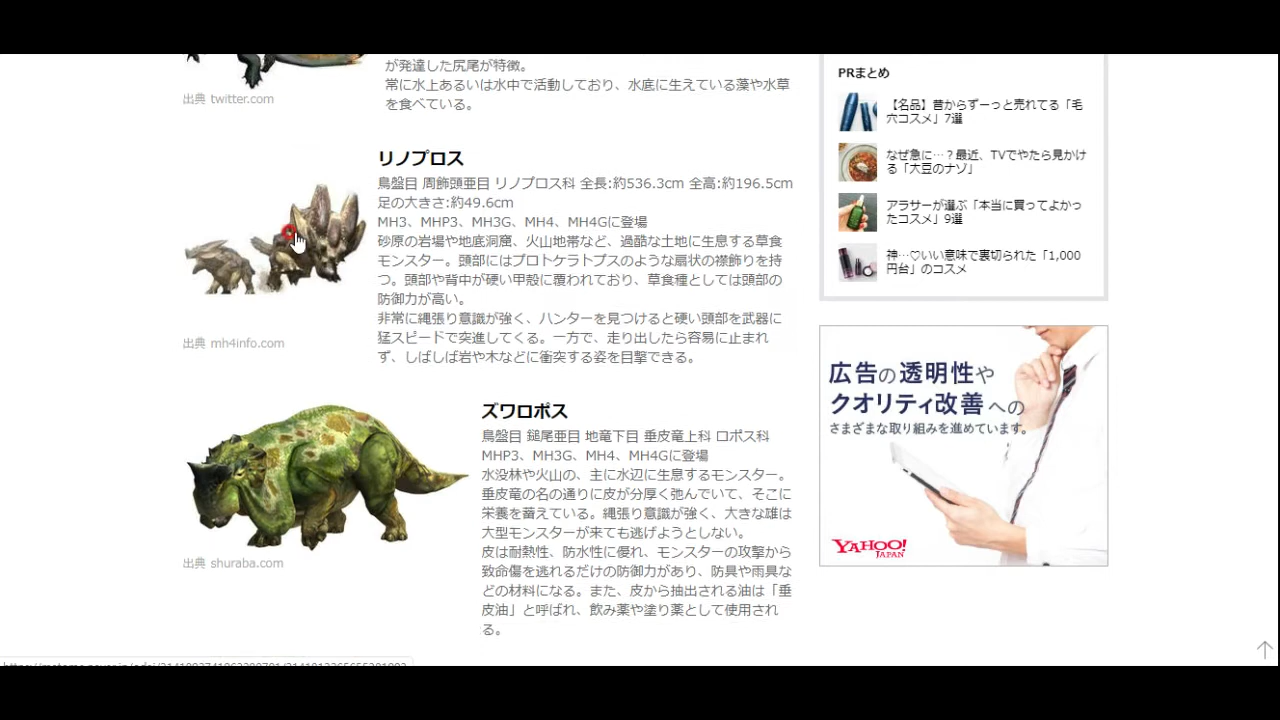 が発達した尻尾が特徴。
常に水上あるいは水中で活動しており、水底に生えている藻や水草
を食べている。
出典 twitter.com
リノプロス
鳥盤目 周飾頭亜目 リノプロス科 全長:約536.3cm 全高:約196.5cm
足の大きさ:約49.6cm
MH3、MHP3、MH3G、MH4、MH4Gに登場
砂原の岩場や地底洞窟、火山地帯など、過酷な土地に生息する草食
モンスター。頭部にはプロトケラトプスのような扇状の襟飾りを持
つ。頭部や背中が硬い甲殻に覆われており、草食種としては頭部の
防御力が高い。
非常に縄張り意識が強く、ハンターを見つけると硬い頭部を武器に
猛スピードで突進してくる。一方で、走り出したら容易に止まれ
ず、しばしば岩や木などに衝突する姿を目撃できる。
出典 mh4info.com
ズワロポス
鳥盤目 鎚尾亜目 地竜下目 垂皮竜上科 ロポス科
MHP3、MH3G、MH4、MH4Gに登場
水没林や火山の、主に水辺に生息するモンスター。
垂皮竜の名の通りに皮が分厚く弛んでいて、そこに
栄養を蓄えている。縄張り意識が強く、大きな雄は
大型モンスターが来ても逃げようとしない。
皮は耐熱性、防水性に優れ、モンスターの攻撃から
致命傷を逃れるだけの防御力があり、防具や雨具な
どの材料になる。また、皮から抽出される油は「垂
皮油」と呼ばれ、飲み薬や塗り薬として使用され
る。
出典 shuraba.com
PRまとめ
【名品】昔からずーっと売れてる「毛
穴コスメ」7選
なぜ急に…？最近、TVでやたら見かけ
る「大豆のナゾ」
アラサーが選ぶ「本当に買ってよかっ
たコスメ」9選
神…♡いい意味で裏切られた「1,000
円台」のコスメ
広告の透明性や
クオリティ改善への
さまざまな取り組みを進めています。
YAHOO!
JAPAN